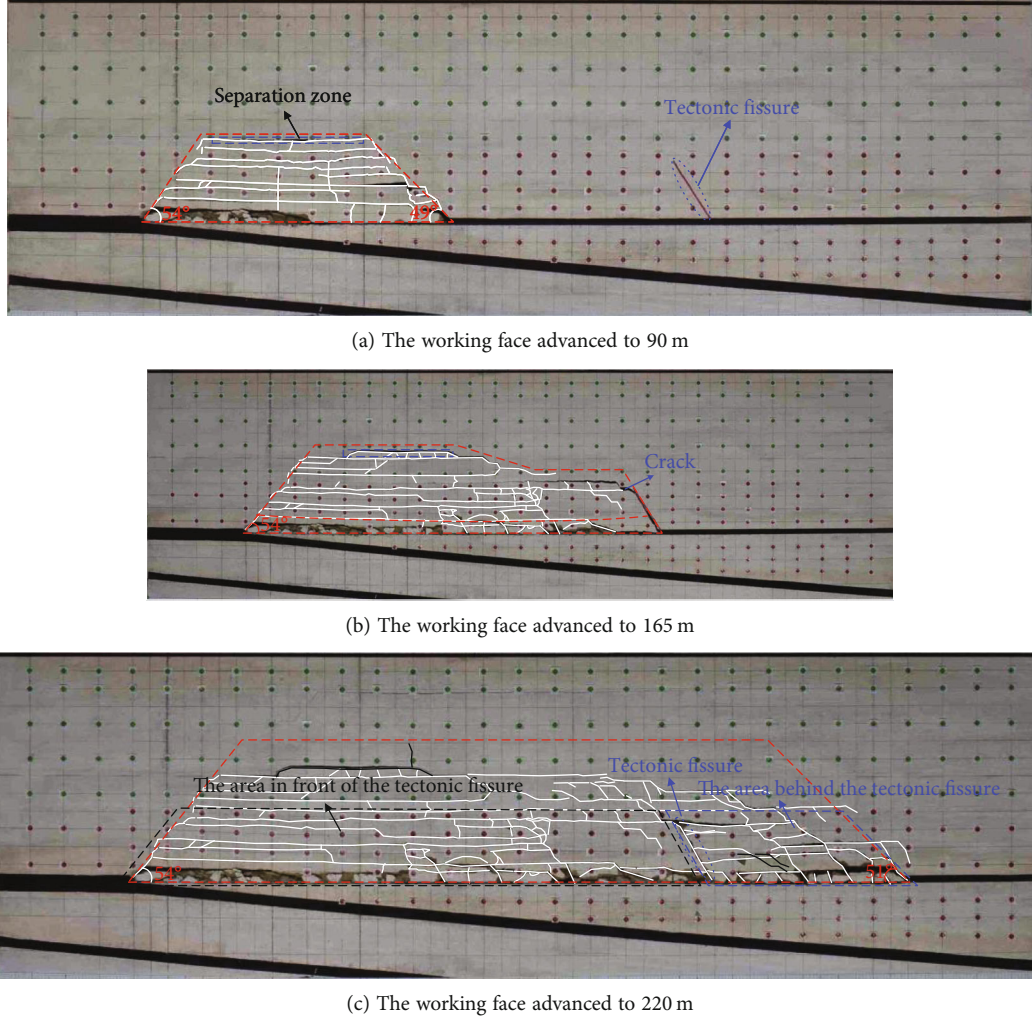 Separation zone
Tectonic fissure
54°
49°
(a) The working face advanced to 90 m
Crack
54°
(b) The working face advanced to 165 m
Tectonic fissure
The area in front of the tectonic fissure
The area behind the tectonic fissure
54°
51°
(c) The working face advanced to 220 m